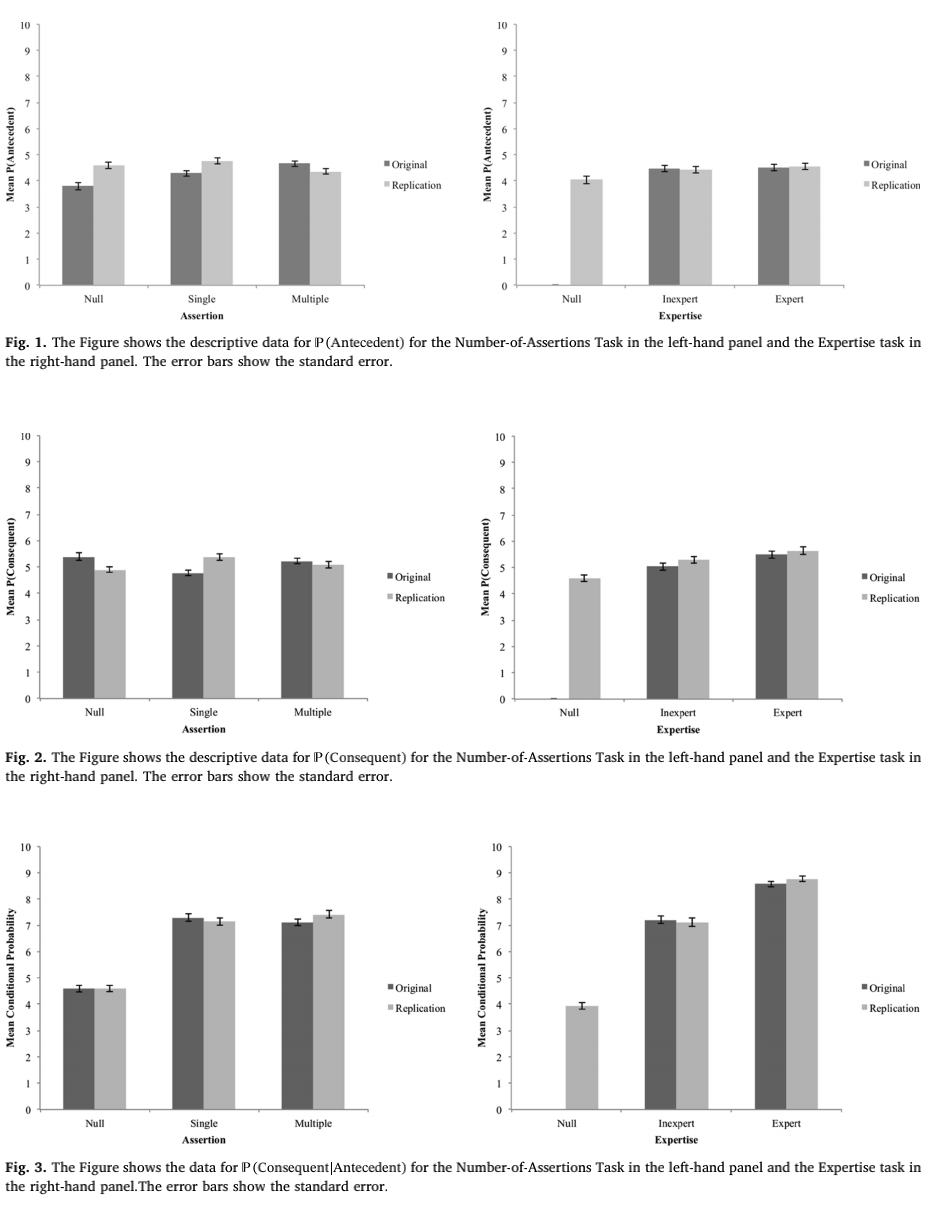 10
9
8
7
6
5
4
3
2
1
0
Mean P(Antecedent)
Null Single Multiple
Assertion
Original
Replication
10
9
8
7
6
5
4
3
2
1
0
Mean P(Antecedent)
Null Inexpert Expert
Expertise
Original
Replication
Fig. 1. The Figure shows the descriptive data for ℙ(Antecedent) for the Number-of-Assertions Task in the left-hand panel and the Expertise task in
the right-hand panel. The error bars show the standard error.
10
9
8
7
6
5
4
3
2
1
0
Mean P(Consequent)
Null Single Multiple
Assertion
Original
Replication
10
9
8
7
6
5
4
3
2
1
0
Mean P(Consequent)
Null Inexpert Expert
Expertise
Original
Replication
Fig. 2. The Figure shows the descriptive data for ℙ(Consequent) for the Number-of-Assertions Task in the left-hand panel and the Expertise task in
the right-hand panel. The error bars show the standard error.
10
9
8
7
6
5
4
3
2
1
0
Mean Conditional Probability
Null Single Multiple
Assertion
Original
Replication
10
9
8
7
6
5
4
3
2
1
0
Mean Conditional Probability
Null Inexpert Expert
Expertise
Original
Replication
Fig. 3. The Figure shows the data for ℙ(Consequent|Antecedent) for the Number-of-Assertions Task in the left-hand panel and the Expertise task in
the right-hand panel.The error bars show the standard error.